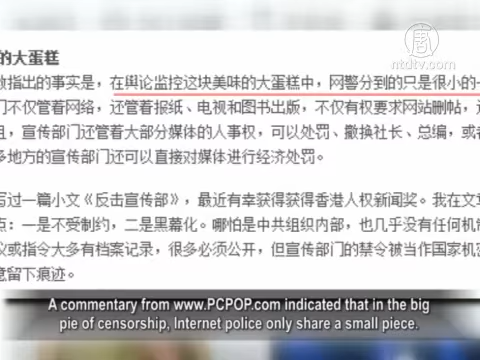 ntdtv.com
的大蛋糕
指出的事实是，在舆论监控这块美味的大蛋糕中，网警分到的只是很小的一
门不仅管着网络，还管着报纸、电视和图书出版，不仅有权要求网站删帖，还
，宣传部门还管着大部分媒体的人事权，可以处罚、撤换社长、总编，或者
多地方的宣传部门还可以直接对媒体进行经济处罚。
写过一篇小文《反击宣传部》，最近有幸获得获得香港人权新闻奖。我在文章
点：一是不受制约，二是黑幕化。哪怕是中共组织内部，也几乎没有任何机制
议或指令大多有档案记录，很多必须公开，但宣传部门的禁令被当作国家机密
意留下痕迹。
A commentary from www.PCPOP.com indicated that in the big
pie of censorship, Internet police only share a small piece.